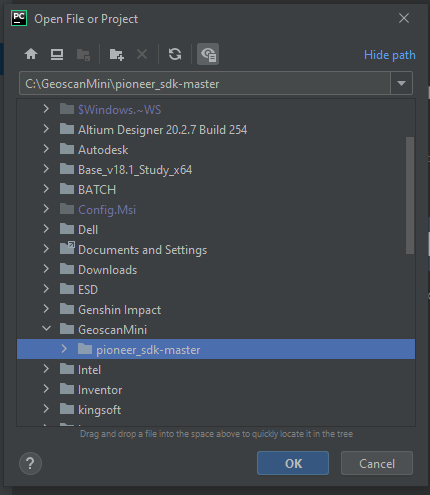 PC Open File or Project
Hide path
C:\GeoscanMini\pioneer_sdk-master
$Windows.~WS
Altium Designer 20.2.7 Build 254
Autodesk
Base_v18.1_Study_x64
BATCH
Config.Msi
Dell
Documents and Settings
Downloads
ESD
Genshin Impact
GeoscanMini
pioneer_sdk-master
Intel
Inventor
kingsoft
Drag and drop a file into the space above to quickly locate it in the tree
? OK Cancel